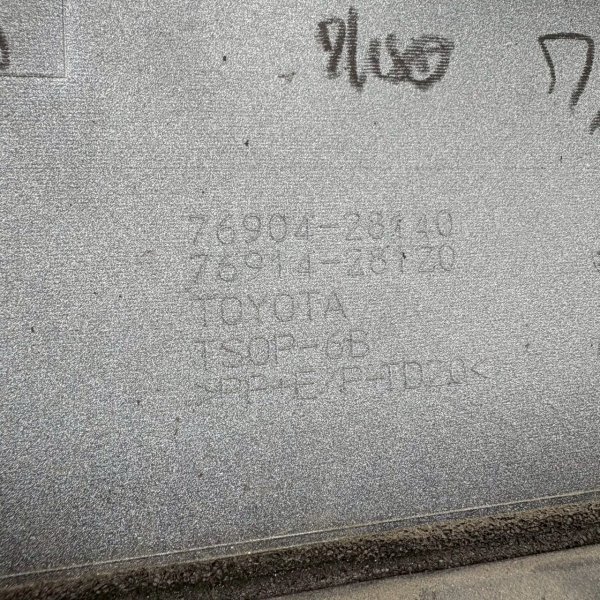 76904-28140
76914-28120
TOYOTA
TSOP-6B
>PP+E/P-TD20<